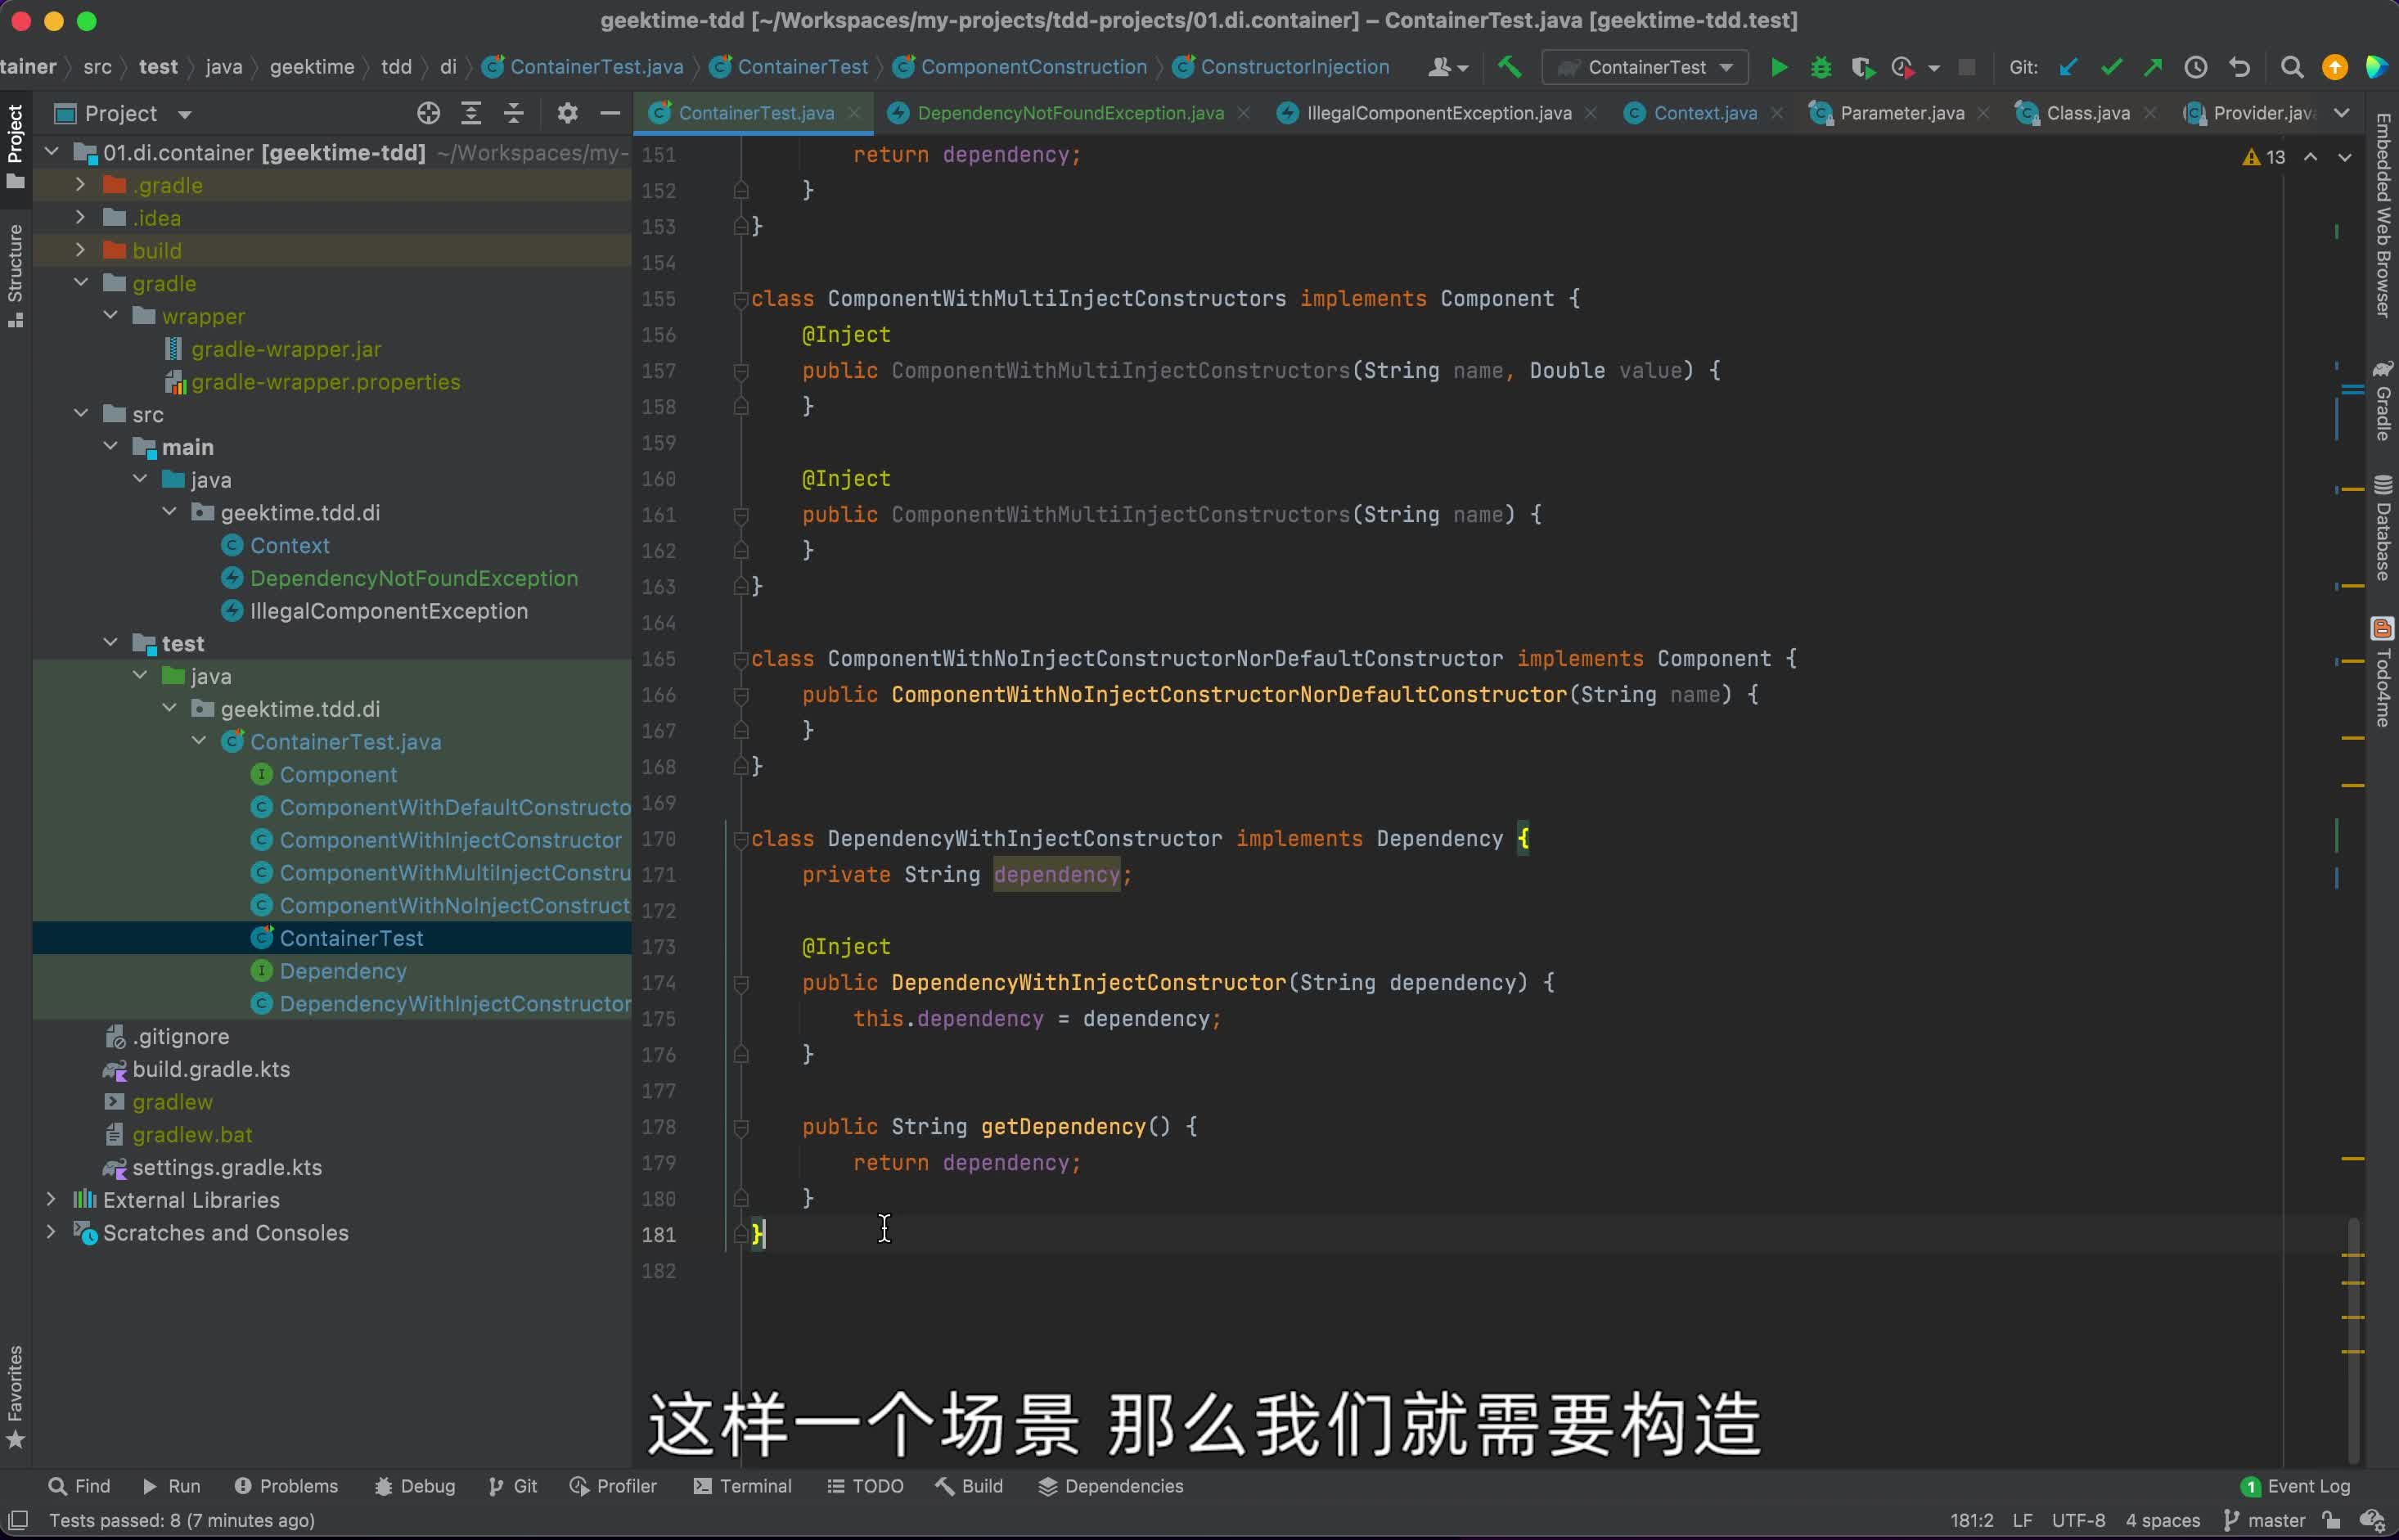 geektime-tdd [~/Workspaces/my-projects/tdd-projects/01.di.container] – ContainerTest.java [geektime-tdd.test]
tainer src test java geektime tdd di ContainerTest.java ContainerTest ComponentConstruction ConstructorInjection ContainerTest Git:
Project
ContainerTest.java DependencyNotFoundException.java IllegalComponentException.java Context.java Parameter.java Class.java Provider.jav
01.di.container [geektime-tdd] ~/Workspaces/my-
.gradle
.idea
build
gradle
wrapper
gradle-wrapper.jar
gradle-wrapper.properties
src
main
java
geektime.tdd.di
Context
DependencyNotFoundException
IllegalComponentException
test
java
geektime.tdd.di
ContainerTest.java
Component
ComponentWithDefaultConstructo
ComponentWithInjectConstructor
ComponentWithMultiInjectConstru
ComponentWithNoInjectConstruct
ContainerTest
Dependency
DependencyWithInjectConstructor
.gitignore
build.gradle.kts
gradlew
gradlew.bat
settings.gradle.kts
External Libraries
Scratches and Consoles
Project
Structure
Favorites
13
151 return dependency;
152 }
153 }
154
155 class ComponentWithMultiInjectConstructors implements Component {
156 @Inject
157 public ComponentWithMultiInjectConstructors(String name, Double value) {
158 }
159
160 @Inject
161 public ComponentWithMultiInjectConstructors(String name) {
162 }
163 }
164
165 class ComponentWithNoInjectConstructorNorDefaultConstructor implements Component {
166 public ComponentWithNoInjectConstructorNorDefaultConstructor(String name) {
167 }
168 }
169
170 class DependencyWithInjectConstructor implements Dependency {
171 private String dependency;
172
173 @Inject
174 public DependencyWithInjectConstructor(String dependency) {
175 this.dependency = dependency;
176 }
177
178 public String getDependency() {
179 return dependency;
180 }
181 }
182
Embedded Web Browser
Gradle
Database
Todo4me
这样一个场景 那么我们就需要构造
Find Run Problems Debug Git Profiler Terminal TODO Build Dependencies 1 Event Log
Tests passed: 8 (7 minutes ago) 181:2 LF UTF-8 4 spaces master